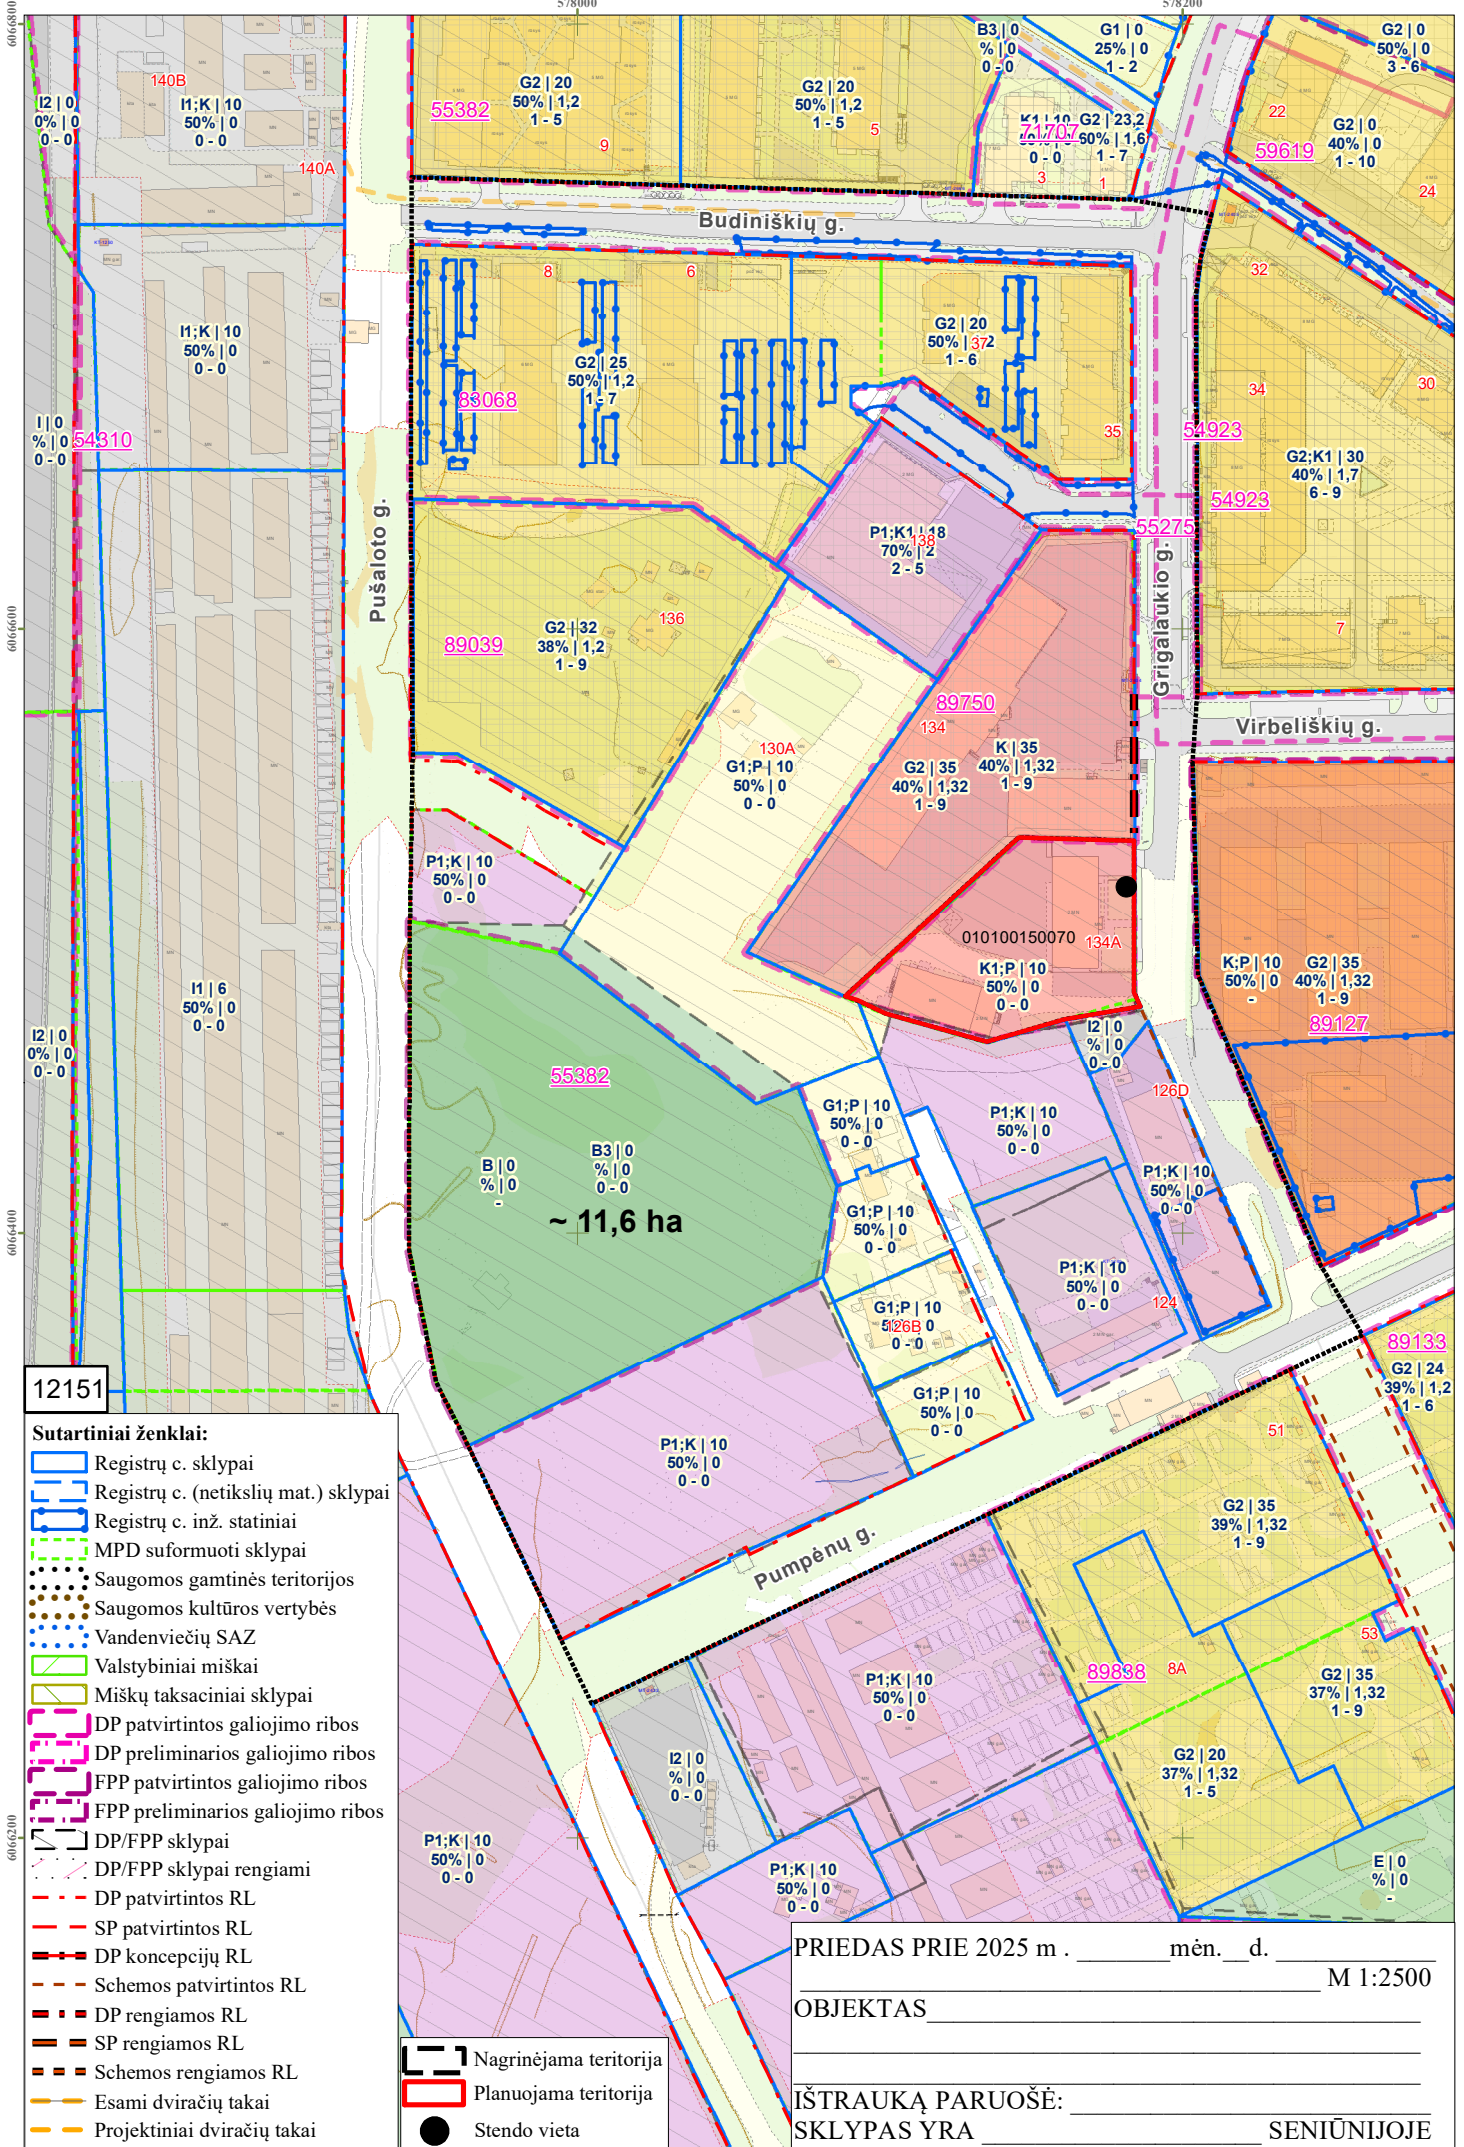 578000
578200
6066800
6066600
6066400
6066200
I2 | 0
0% | 0
0 - 0
140B
I1;K | 10
50% | 0
0 - 0
140A
55382
G2 | 20
50% | 1,2
1 - 5
9
G2 | 20
50% | 1,2
1 - 5
5
B3 | 0
% | 0
0 - 0
G1 | 0
25% | 0
1 - 2
K1 | 10
0 - 0
71707
G2 | 23,2
60% | 1,6
1 - 7
3
1
G2 | 0
50% | 0
3 - 6
22
59619
G2 | 0
40% | 0
1 - 10
24
Budiniškių g.
I1;K | 10
50% | 0
0 - 0
8
6
G2 | 25
50% | 1,2
1 - 7
83068
G2 | 20
50% | 2
1 - 6
37
35
32
34
30
54923
G2;K1 | 30
40% | 1,7
6 - 9
54923
55275
I | 0
% | 0
0 - 0
54310
Pušaloto g.
Grigalaukio g.
P1;K1 | 18
70% | 2
2 - 5
138
G2 | 32
38% | 1,2
1 - 9
136
89039
7
Virbeliškių g.
89750
134
K | 35
40% | 1,32
1 - 9
G2 | 35
40% | 1,32
1 - 9
130A
G1;P | 10
50% | 0
0 - 0
P1;K | 10
50% | 0
0 - 0
010100150070
134A
K1;P | 10
50% | 0
0 - 0
K;P | 10
50% | 0
-
G2 | 35
40% | 1,32
1 - 9
89127
I1 | 6
50% | 0
0 - 0
I2 | 0
0% | 0
0 - 0
I2 | 0
% | 0
0 - 0
55382
126D
G1;P | 10
50% | 0
0 - 0
P1;K | 10
50% | 0
0 - 0
P1;K | 10
50% | 0
0 - 0
B | 0
% | 0
-
B3 | 0
% | 0
0 - 0
~ 11,6 ha
G1;P | 10
50% | 0
0 - 0
P1;K | 10
50% | 0
0 - 0
124
G1;P | 10
0
0 - 0
126B
G1;P | 10
50% | 0
0 - 0
89133
G2 | 24
39% | 1,2
1 - 6
51
P1;K | 10
50% | 0
0 - 0
G2 | 35
39% | 1,32
1 - 9
Pumpėnų g.
53
89838
8A
G2 | 35
37% | 1,32
1 - 9
P1;K | 10
50% | 0
0 - 0
I2 | 0
% | 0
0 - 0
G2 | 20
37% | 1,32
1 - 5
P1;K | 10
50% | 0
0 - 0
P1;K | 10
50% | 0
0 - 0
E | 0
% | 0
-
12151
Sutartiniai ženklai:
Registrų c. sklypai
Registrų c. (netikslių mat.) sklypai
Registrų c. inž. statiniai
MPD suformuoti sklypai
Saugomos gamtinės teritorijos
Saugomos kultūros vertybės
Vandenviečių SAZ
Valstybiniai miškai
Miškų taksaciniai sklypai
DP patvirtintos galiojimo ribos
DP preliminarios galiojimo ribos
FPP patvirtintos galiojimo ribos
FPP preliminarios galiojimo ribos
DP/FPP sklypai
DP/FPP sklypai rengiami
DP patvirtintos RL
SP patvirtintos RL
DP koncepcijų RL
Schemos patvirtintos RL
DP rengiamos RL
SP rengiamos RL
Schemos rengiamos RL
Esami dviračių takai
Projektiniai dviračių takai
Nagrinėjama teritorija
Planuojama teritorija
Stendo vieta
PRIEDAS PRIE 2025 m . _______ mėn. __ d. ____________
M 1:2500
OBJEKTAS
IŠTRAUKĄ PARUOŠĖ:
SKLYPAS YRA ____________________ SENIŪNIJOJE